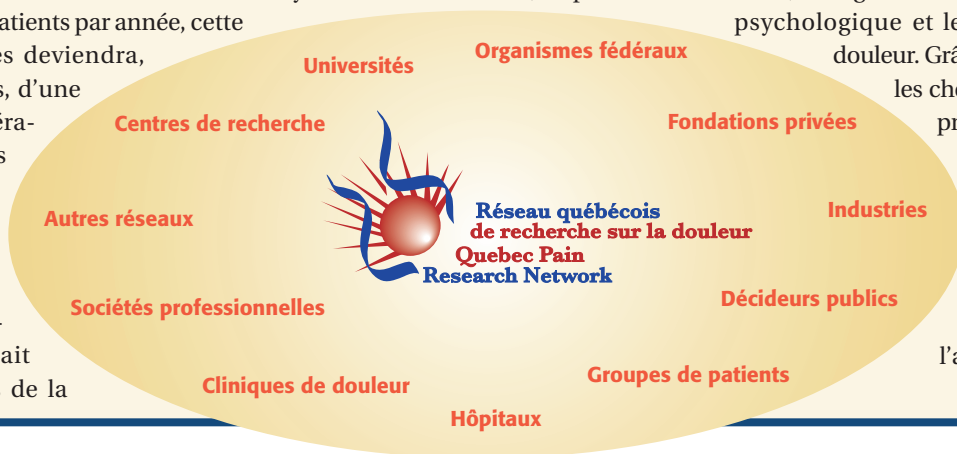 atients par année, cette
es deviendra,
s, d'une
éra-
s
-
ait
de la
psychologique et le
douleur. Grâ
les che
pr
l'a
Universités
Organismes fédéraux
Centres de recherche
Fondations privées
Autres réseaux
Industries
Réseau québécois
de recherche sur la douleur
Quebec Pain
Research Network
Sociétés professionnelles
Décideurs publics
Cliniques de douleur
Groupes de patients
Hôpitaux